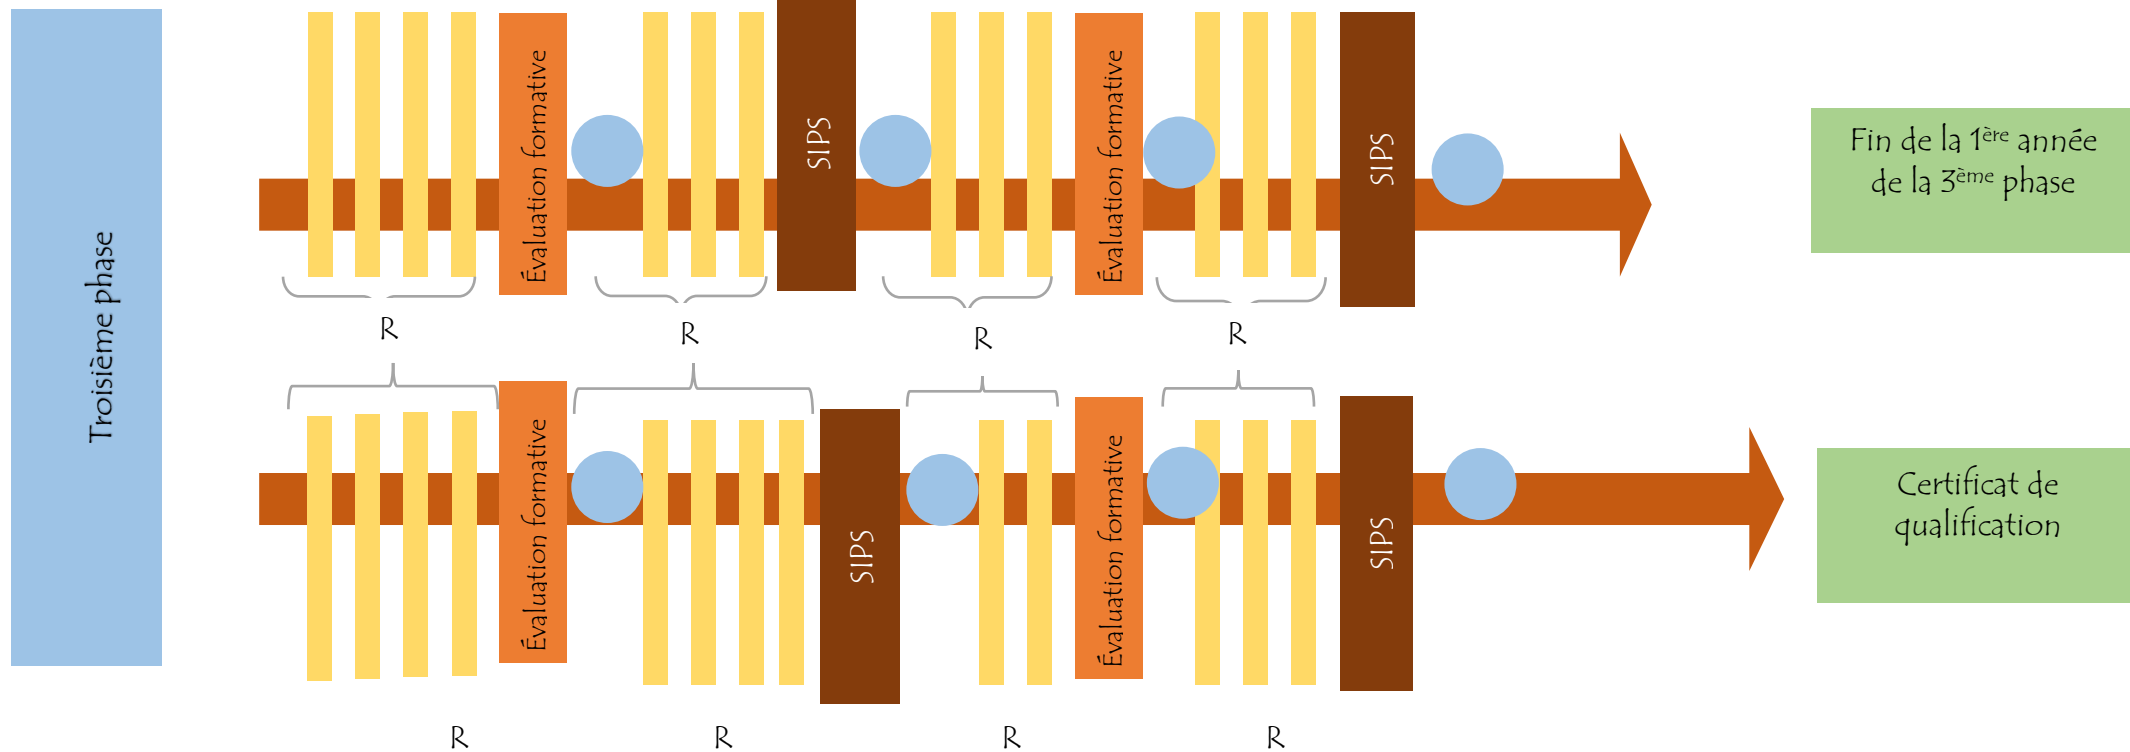 Troisième phase
Évaluation formative
SIPS
Évaluation formative
SIPS
Fin de la 1ère année
de la 3ème phase
R
R
R
R
Évaluation formative
SIPS
Évaluation formative
SIPS
Certificat de
qualification
R
R
R
R